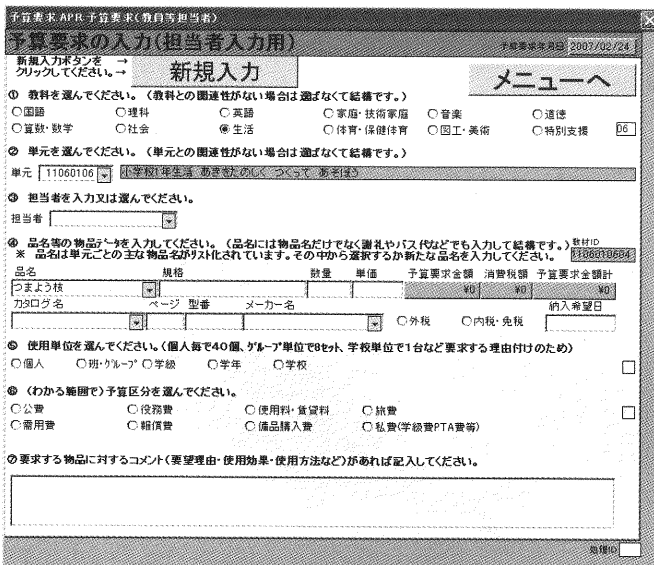 予算要求 APR 予算要求(教員等担当者)
予算要求の入力(担当者入力用)
予算要求年月日 2007/02/24
新規入力ボタンを →
クリックしてください。→
新規入力
メニューへ
① 教科を選んでください。（教科との関連性がない場合は選ばなくて結構です。）
○国語 ○理科 ○英語 ○家庭・技術家庭 ○音楽 ○道徳
○算数・数学 ○社会 ◉生活 ○体育・保健体育 ○図工・美術 ○特別支援 06
② 単元を選んでください。（単元との関連性がない場合は選ばなくて結構です。）
単元 11060106 小学校1年生活 あきをたのしく つくって あそぼう
③ 担当者を入力又は選んでください。
担当者
④ 品名等の物品データを入力してください。（品名には物品名だけでなく謝礼やバス代などでも入力して結構です。）教材ID
※ 品名は単元ごとの主な物品名がリスト化されています。その中から選択するか新たな品名を入力してください。 1106010604
品名 規格 数量 単価 予算要求金額 消費税額 予算要求金額計
つまよう枝 ¥0 ¥0 ¥0
カタログ名 ページ 型番 メーカー名 納入希望日
○外税 ○内税・免税
⑤ 使用単位を選んでください。（個人毎で40個、グループ単位で8セット、学校単位で1台など要求する理由付けのため）
○個人 ○班・グループ ○学級 ○学年 ○学校
⑥ （わかる範囲で）予算区分を選んでください。
○公費 ○役務費 ○使用料・賃貸料 ○旅費
○需用費 ○報償費 ○備品購入費 ○私費(学級費PTA費等)
⑦要求する物品に対するコメント（要望理由・使用効果・使用方法など）があれば記入してください。
処理ID